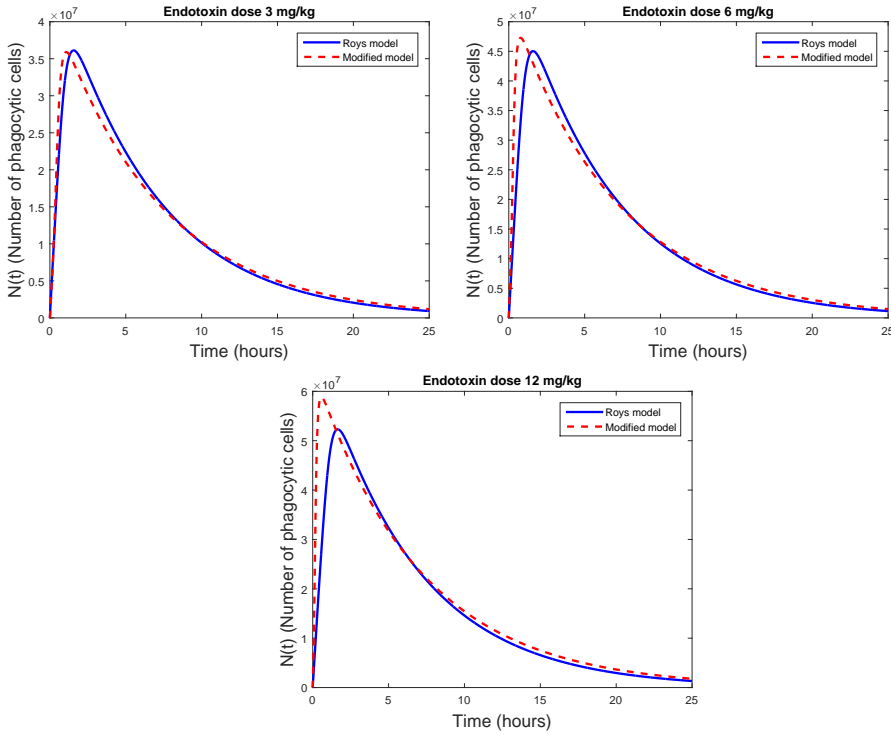 Endotoxin dose 3 mg/kg
×10^7
4
3.5
3
2.5
2
1.5
1
0.5
0
N(t) (Number of phagocytic cells)
Roys model
Modified model
0 5 10 15 20 25
Time (hours)
Endotoxin dose 6 mg/kg
×10^7
5
4.5
4
3.5
3
2.5
2
1.5
1
0.5
0
N(t) (Number of phagocytic cells)
Roys model
Modified model
0 5 10 15 20 25
Time (hours)
Endotoxin dose 12 mg/kg
×10^7
6
5
4
3
2
1
0
N(t) (Number of phagocytic cells)
Roys model
Modified model
0 5 10 15 20 25
Time (hours)